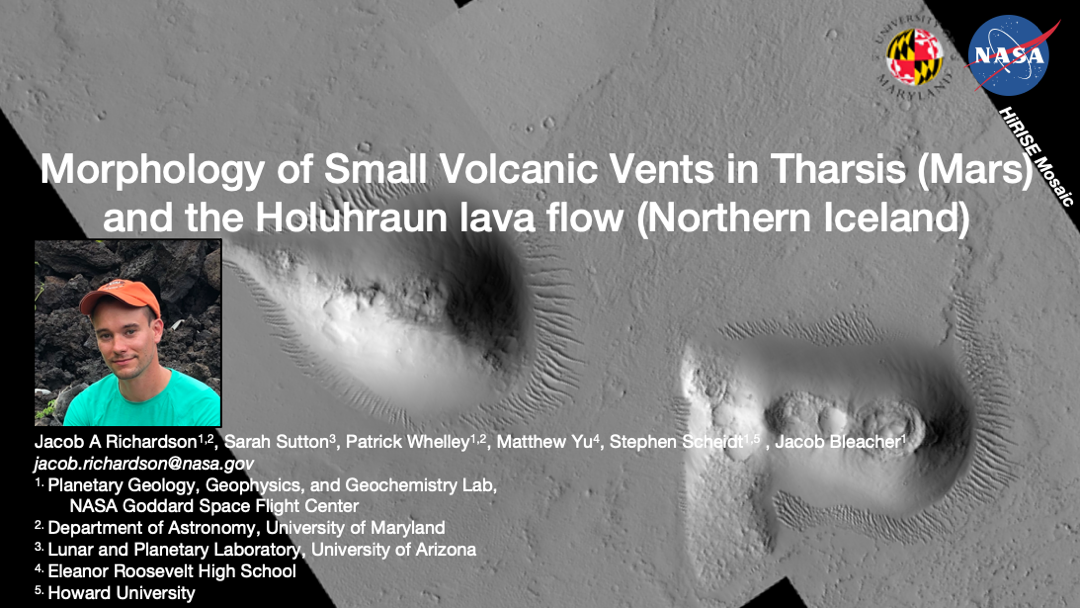 UNIVERSITY OF MARYLAND
NASA
HiRISE Mosaic
Morphology of Small Volcanic Vents in Tharsis (Mars)
and the Holuhraun lava flow (Northern Iceland)
Jacob A Richardson1,2, Sarah Sutton3, Patrick Whelley1,2, Matthew Yu4, Stephen Scheidt1,5 , Jacob Bleacher1
jacob.richardson@nasa.gov
1. Planetary Geology, Geophysics, and Geochemistry Lab,
NASA Goddard Space Flight Center
2. Department of Astronomy, University of Maryland
3. Lunar and Planetary Laboratory, University of Arizona
4. Eleanor Roosevelt High School
5. Howard University